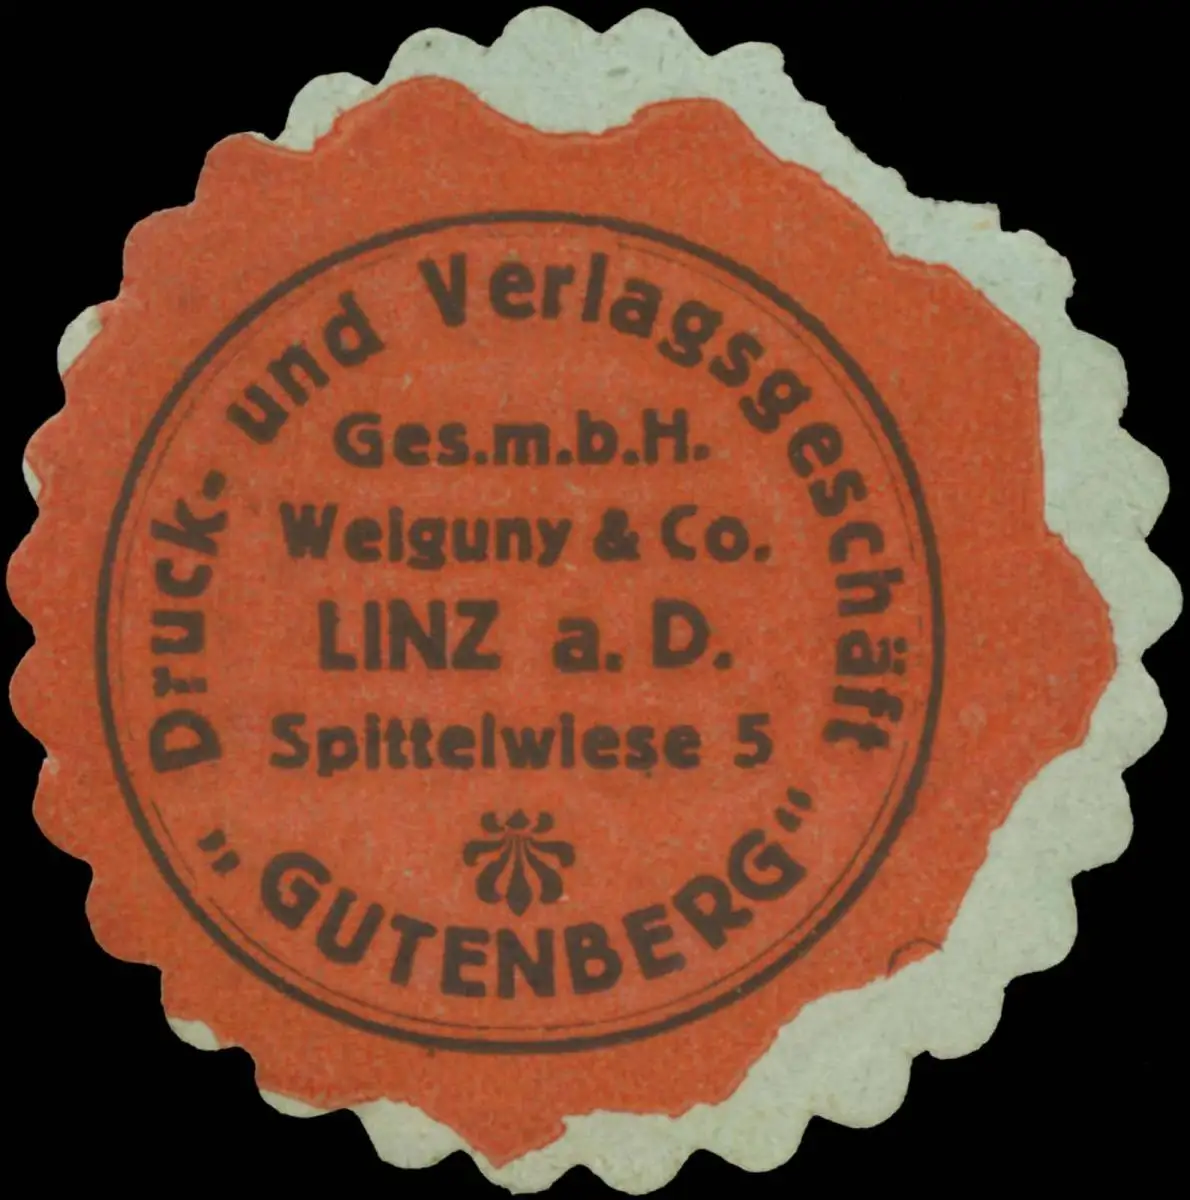 Druck- und Verlagsgeschäft
Ges.m.b.H.
Weiguny & Co.
LINZ a. D.
Spittelwiese 5
„GUTENBERG“